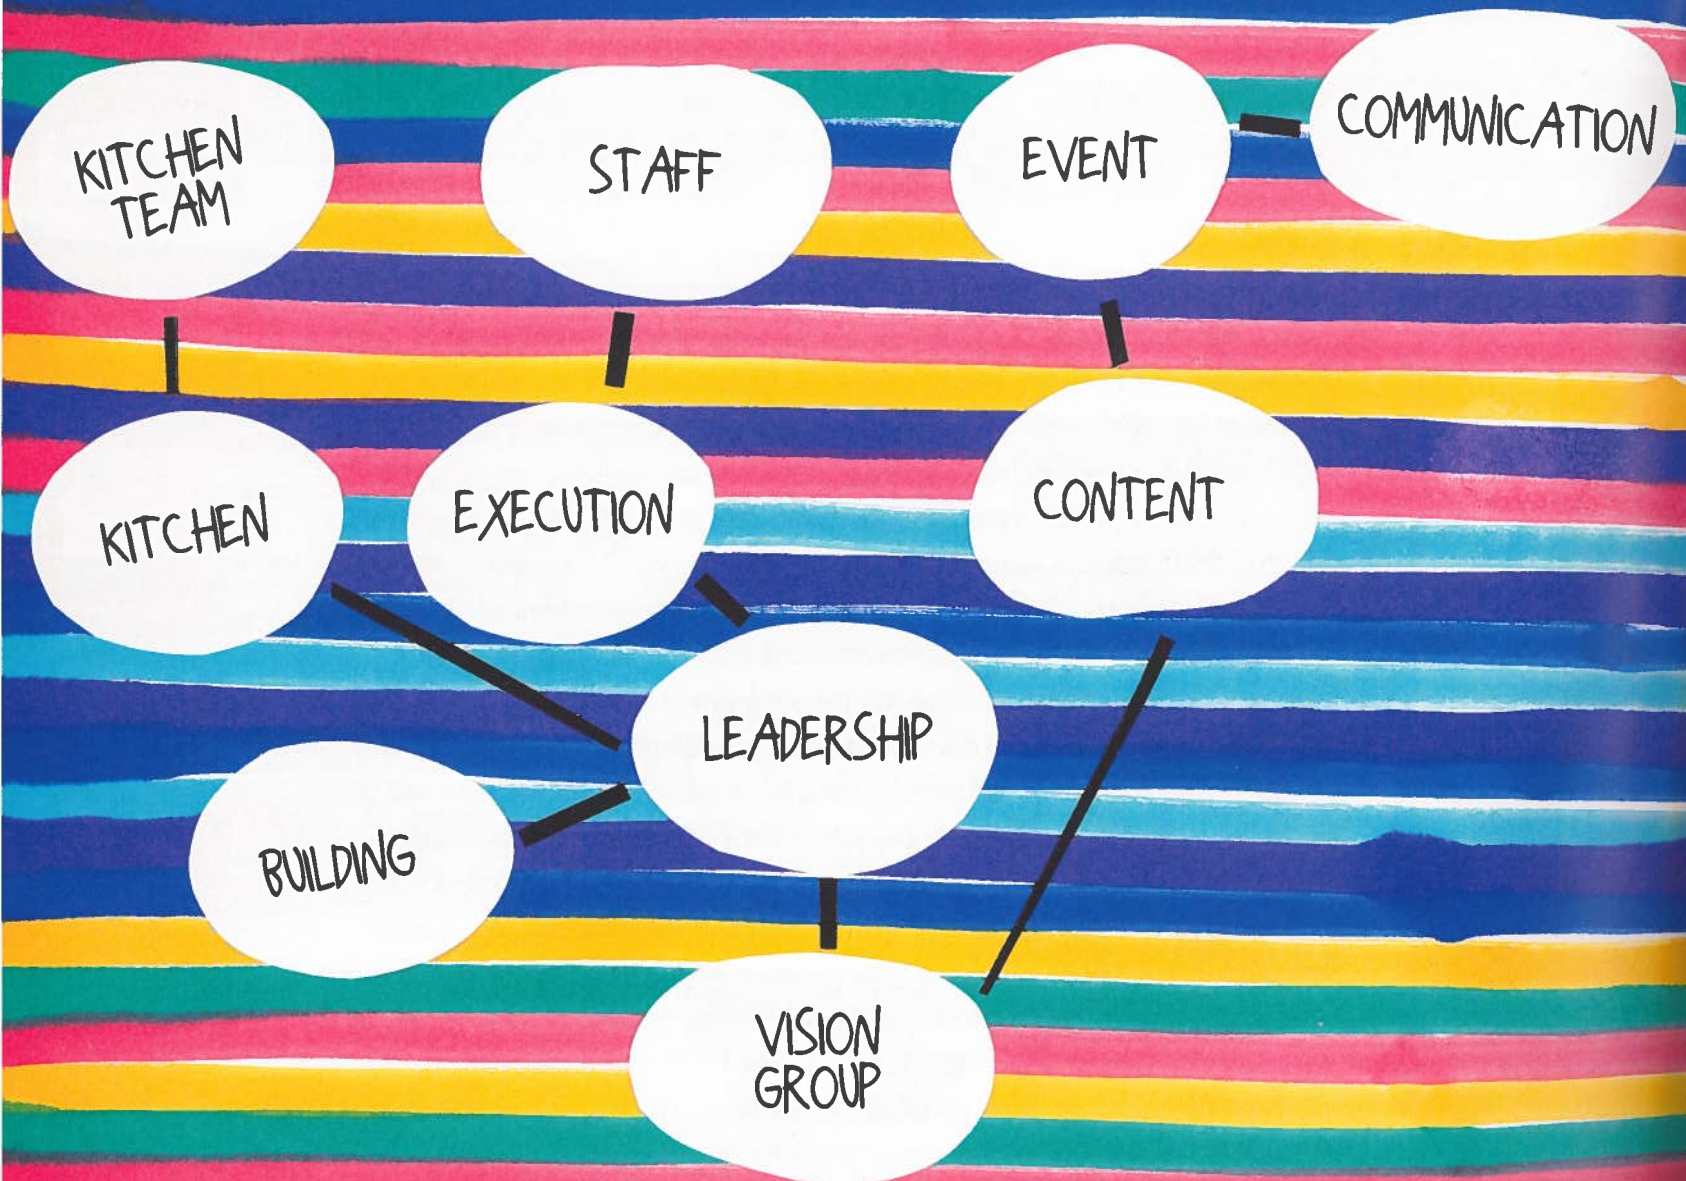 KITCHEN
TEAM
STAFF
EVENT
COMMUNICATION
KITCHEN
EXECUTION
CONTENT
LEADERSHIP
BUILDING
VISION
GROUP